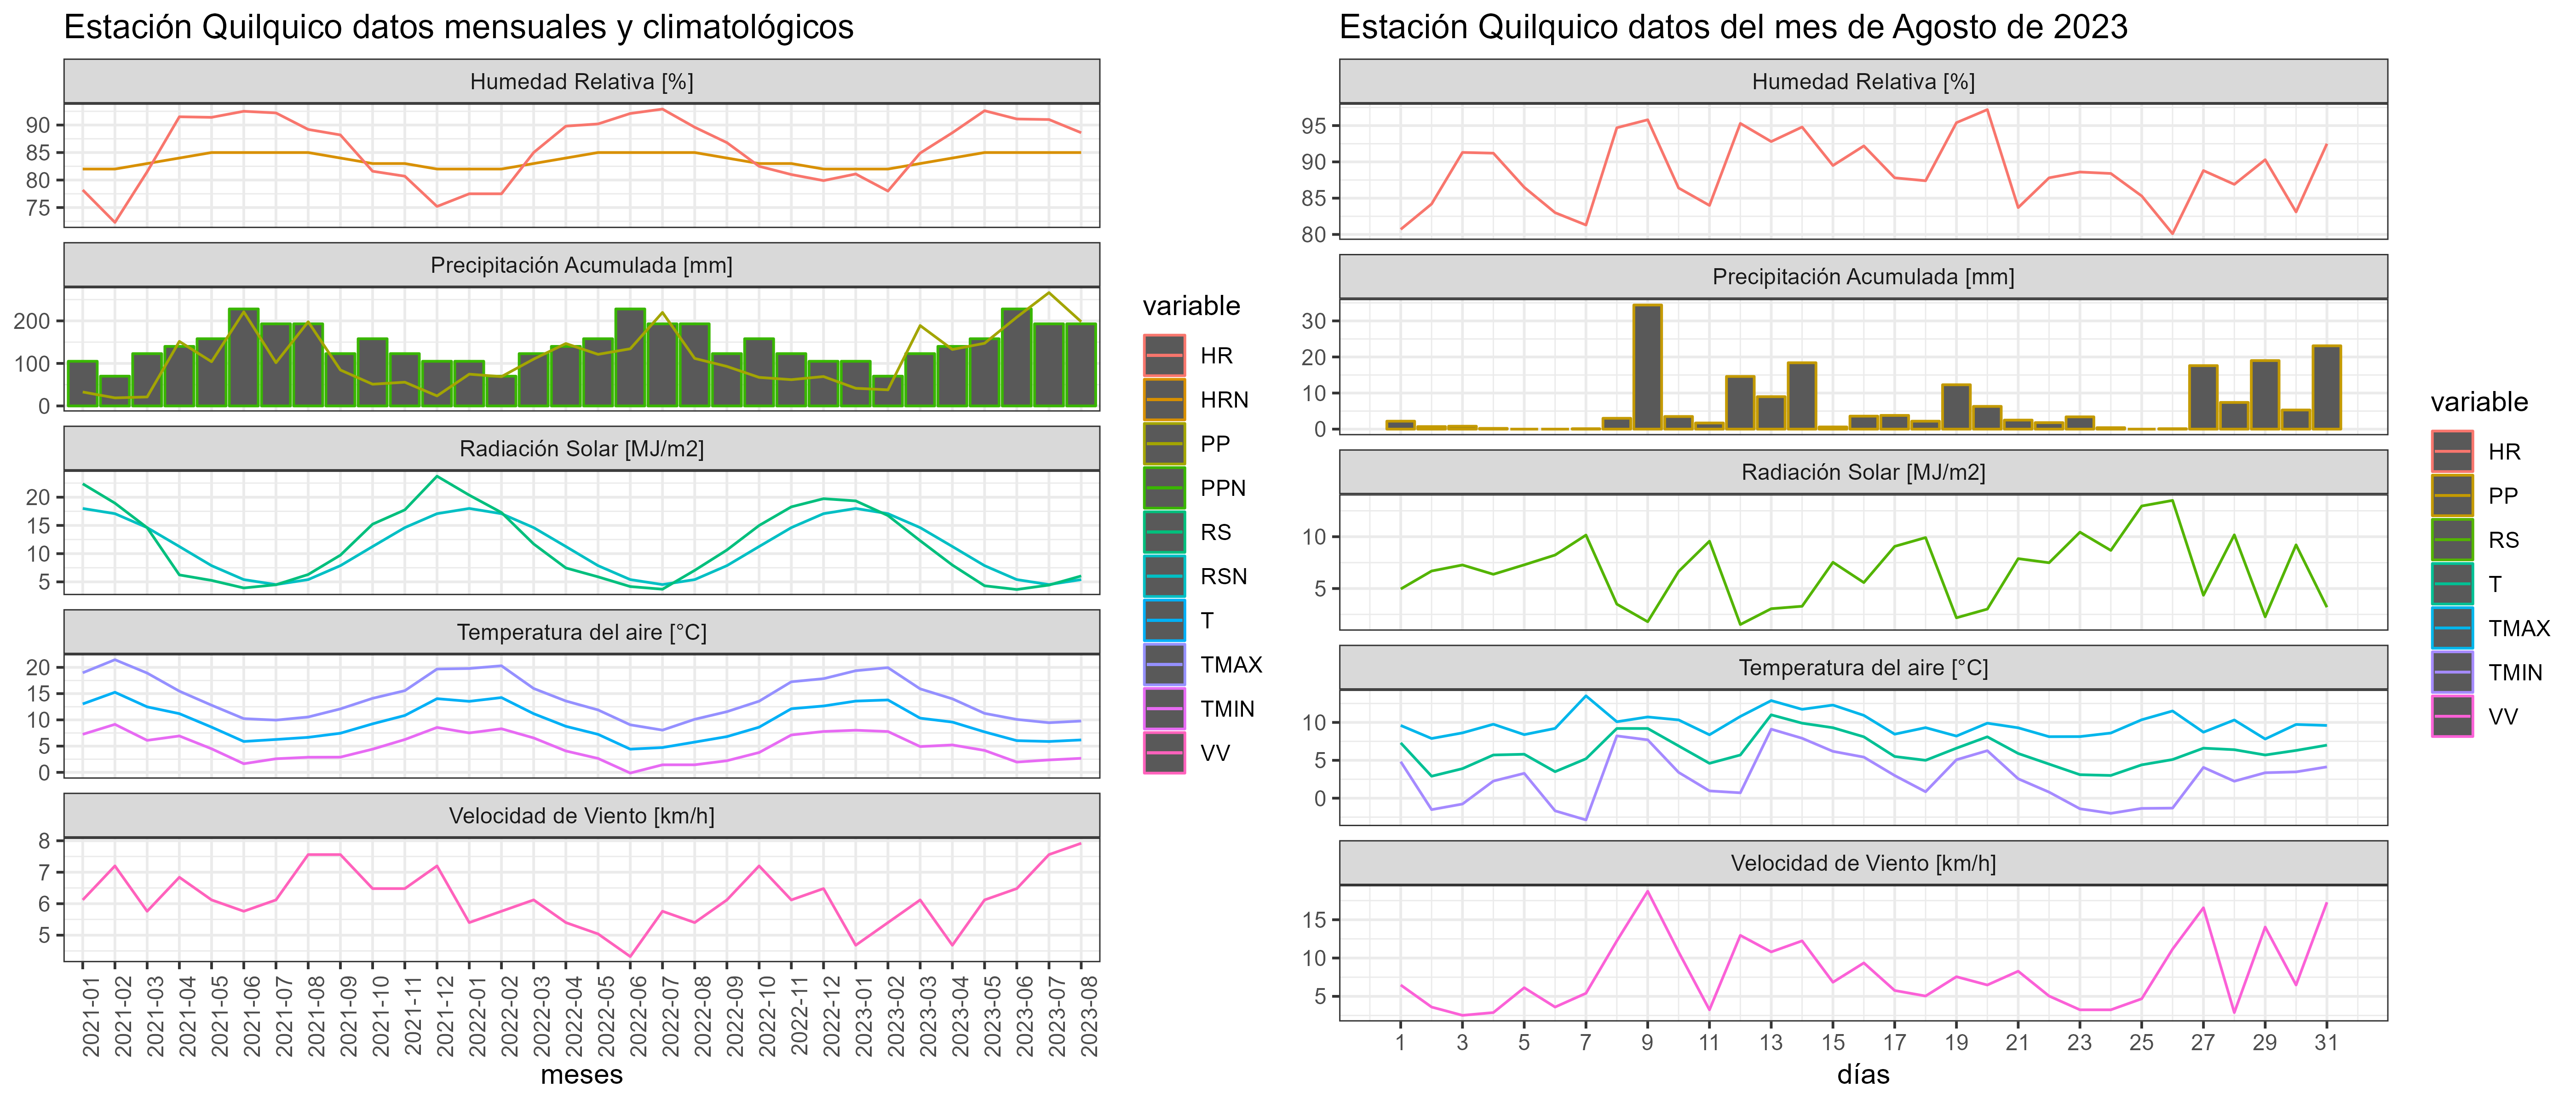 Estación Quilquico datos mensuales y climatológicos
Humedad Relativa [%]
90
85
80
75
Precipitación Acumulada [mm]
200
100
0
Radiación Solar [MJ/m2]
20
15
10
5
Temperatura del aire [°C]
20
15
10
5
0
Velocidad de Viento [km/h]
8
7
6
5
2021-01 2021-02 2021-03 2021-04 2021-05 2021-06 2021-07 2021-08 2021-09 2021-10 2021-11 2021-12 2022-01 2022-02 2022-03 2022-04 2022-05 2022-06 2022-07 2022-08 2022-09 2022-10 2022-11 2022-12 2023-01 2023-02 2023-03 2023-04 2023-05 2023-06 2023-07 2023-08
meses
variable
HR
HRN
PP
PPN
RS
RSN
T
TMAX
TMIN
VV
Estación Quilquico datos del mes de Agosto de 2023
Humedad Relativa [%]
95
90
85
80
Precipitación Acumulada [mm]
30
20
10
0
Radiación Solar [MJ/m2]
10
5
Temperatura del aire [°C]
10
5
0
Velocidad de Viento [km/h]
15
10
5
1 3 5 7 9 11 13 15 17 19 21 23 25 27 29 31
días
variable
HR
PP
RS
T
TMAX
TMIN
VV